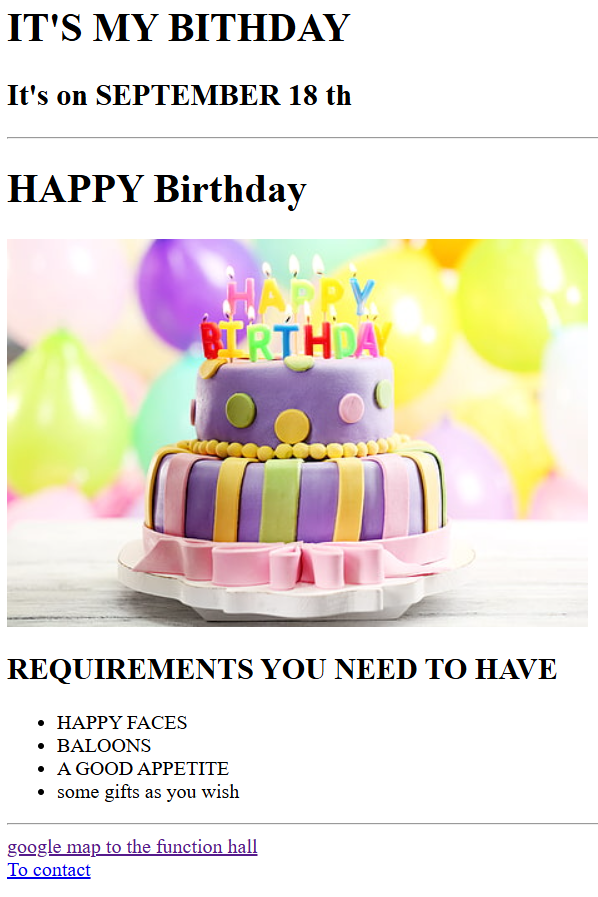 IT'S MY BITHDAY
It's on SEPTEMBER 18 th
HAPPY Birthday
HAPPY
BIRTHDAY
REQUIREMENTS YOU NEED TO HAVE
HAPPY FACES
BALOONS
A GOOD APPETITE
some gifts as you wish
google map to the function hall
To contact